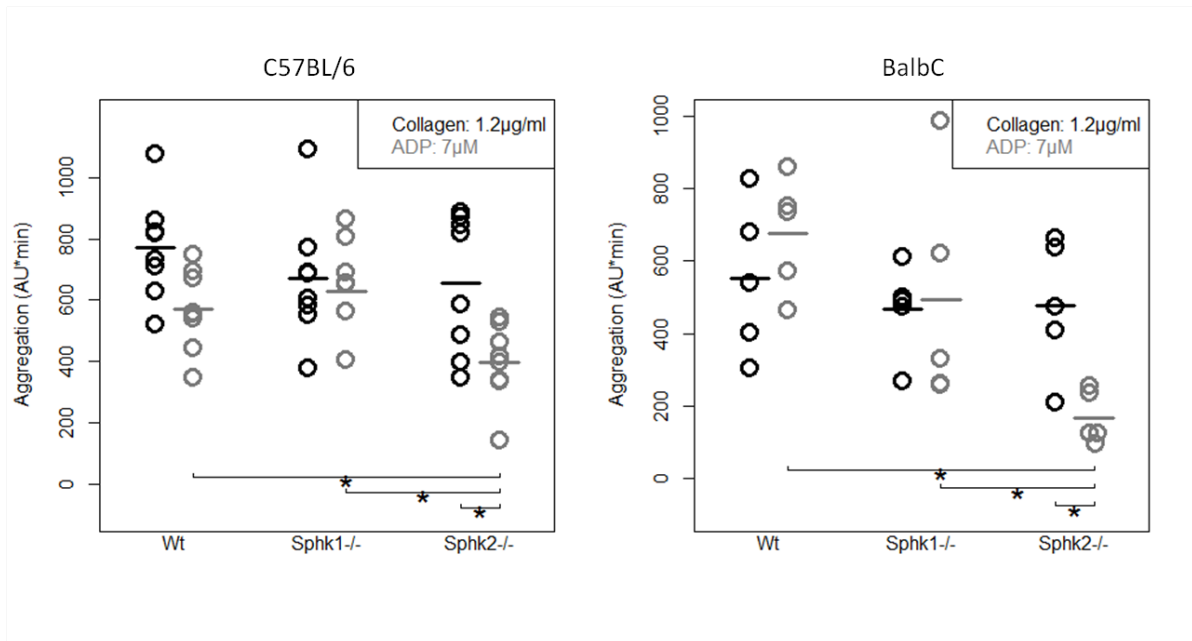 C57BL/6
Collagen: 1.2µg/ml
ADP: 7µM
Aggregation (AU*min)
1000
800
600
400
200
0
*
*
*
Wt Sphk1-/- Sphk2-/-
BalbC
Collagen: 1.2µg/ml
ADP: 7µM
Aggregation (AU*min)
1000
800
600
400
200
0
*
*
*
Wt Sphk1-/- Sphk2-/-